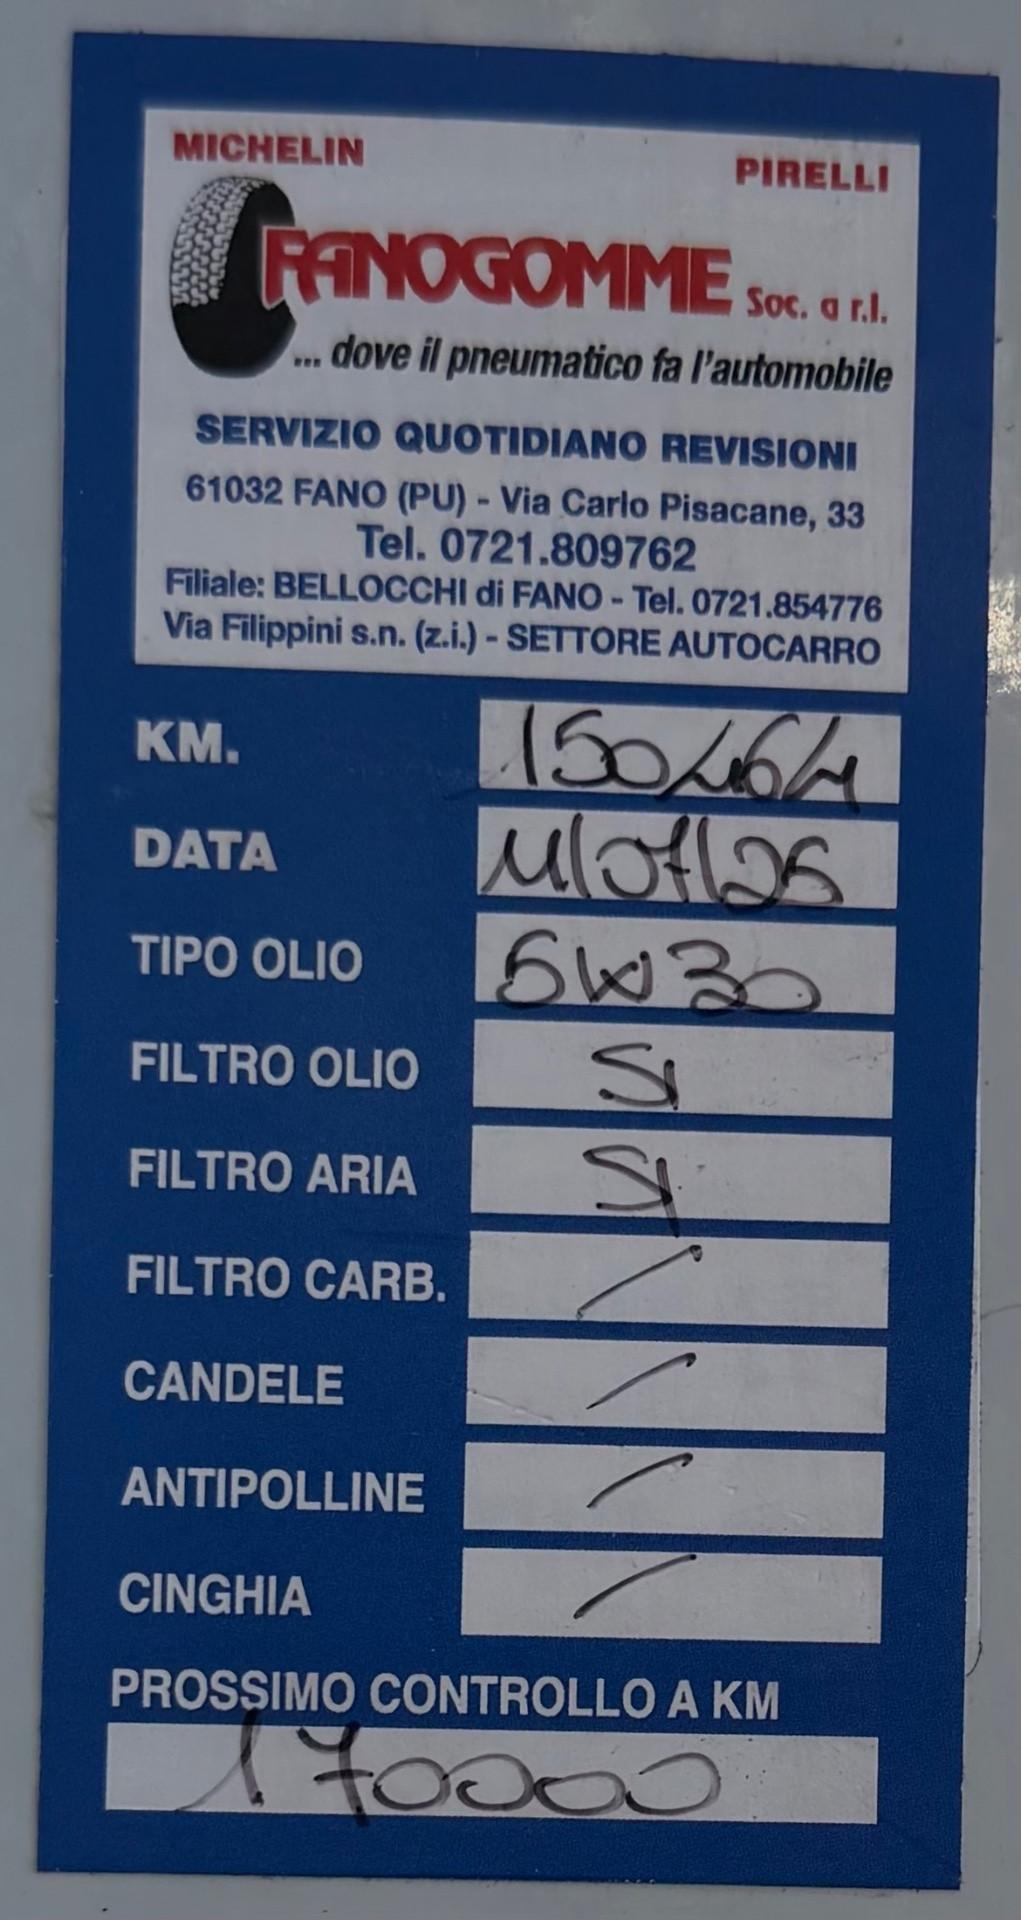 MICHELIN
PIRELLI
FANOGOMME Soc. a r.l.
... dove il pneumatico fa l'automobile
SERVIZIO QUOTIDIANO REVISIONI
61032 FANO (PU) - Via Carlo Pisacane, 33
Tel. 0721.809762
Filiale: BELLOCCHI di FANO - Tel. 0721.854776
Via Filippini s.n. (z.i.) - SETTORE AUTOCARRO
KM. 150464
DATA 11/07/25
TIPO OLIO 5W30
FILTRO OLIO SI
FILTRO ARIA SI
FILTRO CARB. /
CANDELE /
ANTIPOLLINE /
CINGHIA /
PROSSIMO CONTROLLO A KM
170000